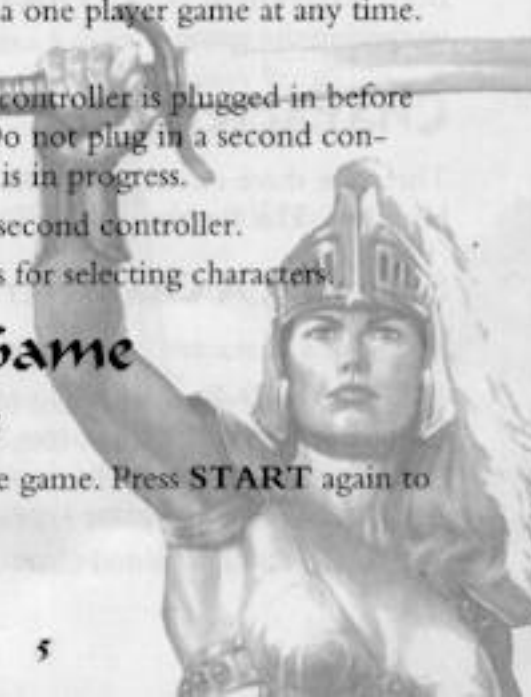 a one player game at any time.
controller is plugged in before
Do not plug in a second con-
is in progress.
second controller.
s for selecting characters.
Game
e game. Press START again to
5